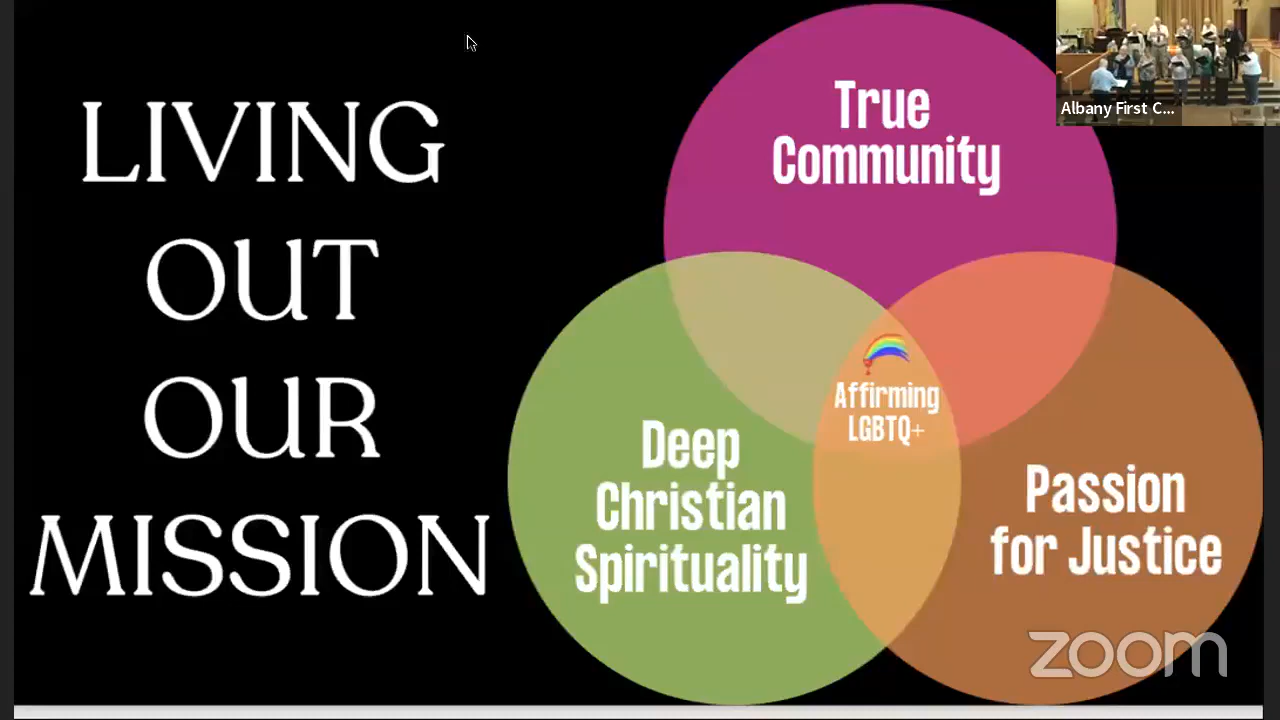 LIVING
OUT
OUR
MISSION
True
Community
Affirming
LGBTQ+
Deep
Christian
Spirituality
Passion
for Justice
Albany First C...
zoom